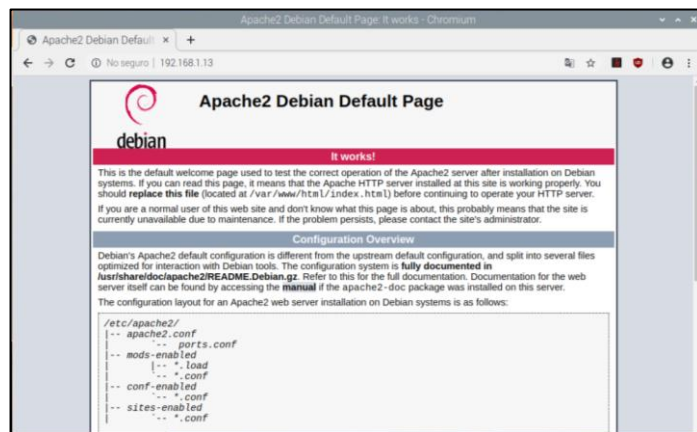 Apache2 Debian Default Page: It works - Chromium
Apache2 Debian Default
No seguro | 192.168.1.13
Apache2 Debian Default Page
debian
It works!
This is the default welcome page used to test the correct operation of the Apache2 server after installation on Debian
systems. If you can read this page, it means that the Apache HTTP server installed at this site is working properly. You
should replace this file (located at /var/www/html/index.html) before continuing to operate your HTTP server.
If you are a normal user of this web site and don't know what this page is about, this probably means that the site is
currently unavailable due to maintenance. If the problem persists, please contact the site's administrator.
Configuration Overview
Debian's Apache2 default configuration is different from the upstream default configuration, and split into several files
optimized for interaction with Debian tools. The configuration system is fully documented in
/usr/share/doc/apache2/README.Debian.gz. Refer to this for the full documentation. Documentation for the web
server itself can be found by accessing the manual if the apache2-doc package was installed on this server.
The configuration layout for an Apache2 web server installation on Debian systems is as follows:
/etc/apache2/
|-- apache2.conf
|       `--  ports.conf
|-- mods-enabled
|       |-- *.load
|       `-- *.conf
|-- conf-enabled
|       `-- *.conf
|-- sites-enabled
|       `-- *.conf